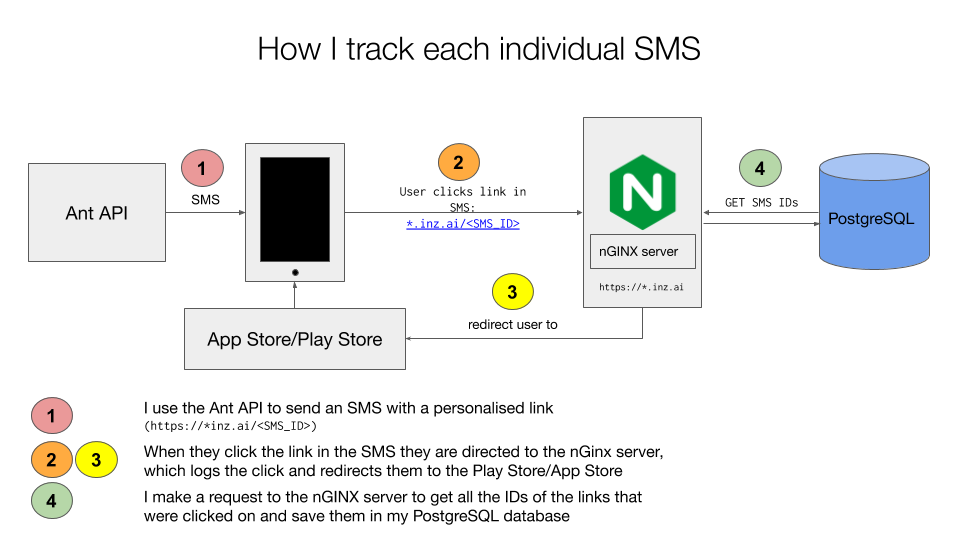 How I track each individual SMS
1
2
4
Ant API
SMS
User clicks link in
SMS:
*.inz.ai/<SMS_ID>
N
nGINX server
https://*.inz.ai
GET SMS IDs
PostgreSQL
3
redirect user to
App Store/Play Store
1
I use the Ant API to send an SMS with a personalised link
(https://*inz.ai/<SMS_ID>)
2 3
When they click the link in the SMS they are directed to the nGinx server,
which logs the click and redirects them to the Play Store/App Store
4
I make a request to the nGINX server to get all the IDs of the links that
were clicked on and save them in my PostgreSQL database